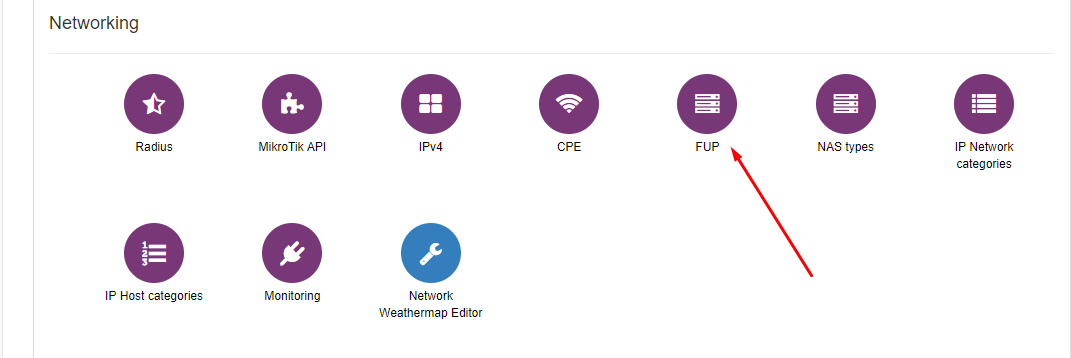 Networking
Radius
MikroTik API
IPv4
CPE
FUP
NAS types
IP Network
categories
IP Host categories
Monitoring
Network
Weathermap Editor